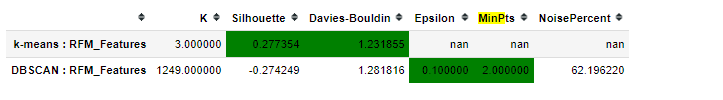 K Silhouette Davies-Bouldin Epsilon MinPts NoisePercent
k-means : RFM_Features 3.000000 0.277354 1.231855 nan nan nan
DBSCAN : RFM_Features 1249.000000 -0.274249 1.281816 0.100000 2.000000 62.196220